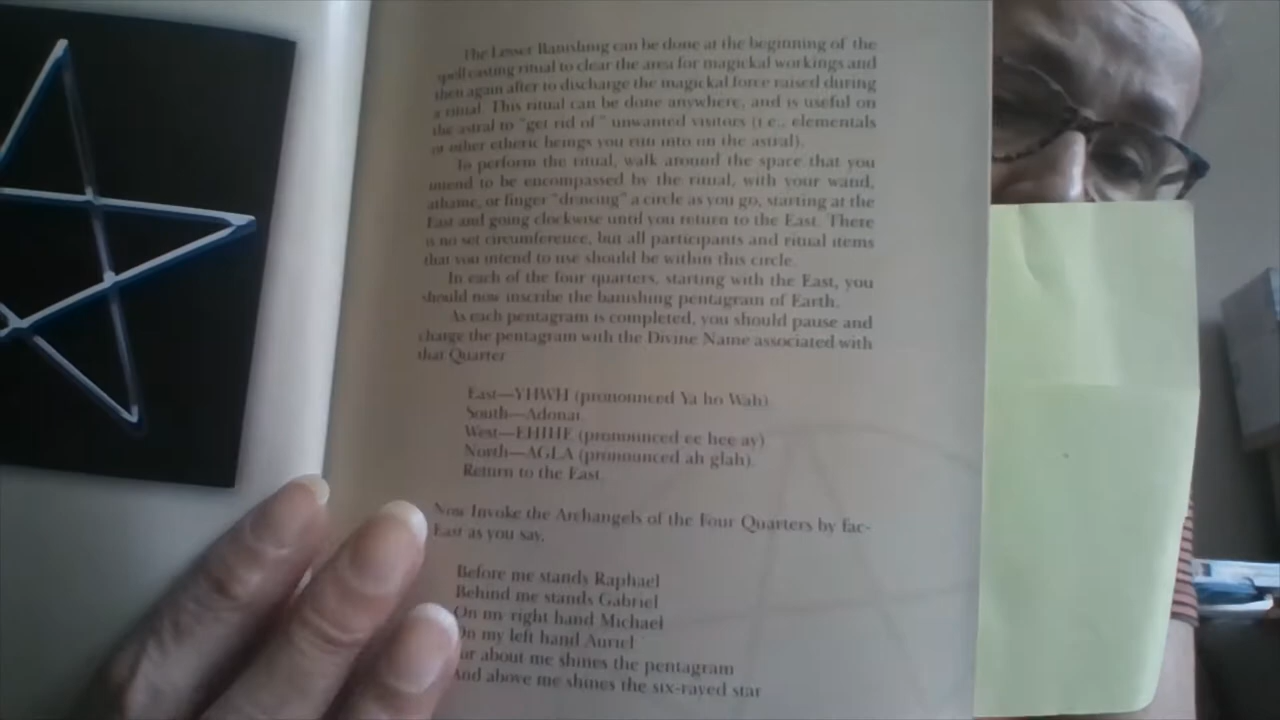 The Lesser Banishing can be done at the beginning of the
spell casting ritual to clear the area for magickal workings and
then again after to discharge the magickal force raised during
a ritual. This ritual can be done anywhere, and is useful on
the astral to "get rid of" unwanted visitors (i.e., elementals
or other etheric beings you run into on the astral).
To perform the ritual, walk around the space that you
intend to be encompassed by the ritual, with your wand,
athame, or finger "drawing" a circle as you go, starting at the
East and going clockwise until you return to the East. There
is no set circumference, but all participants and ritual items
that you intend to use should be within this circle.
In each of the four quarters, starting with the East, you
should now inscribe the banishing pentagram of Earth.
As each pentagram is completed, you should pause and
charge the pentagram with the Divine Name associated with
that Quarter
East—YHWH (pronounced Ya ho Wah)
South—Adonai
West—EHIHE (pronounced ee hee ay)
North—AGLA (pronounced ah glah).
Return to the East.
Now Invoke the Archangels of the Four Quarters by fac-
East as you say,
Before me stands Raphael
Behind me stands Gabriel
On my right hand Michael
On my left hand Auriel
about me shines the pentagram
And above me shines the six-rayed star